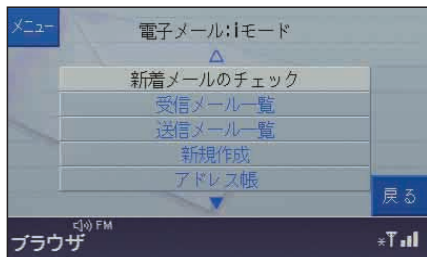 メニュー
電子メール:iモード
新着メールのチェック
受信メール一覧
送信メール一覧
新規作成
アドレス帳
戻る
FM
ブラウザ